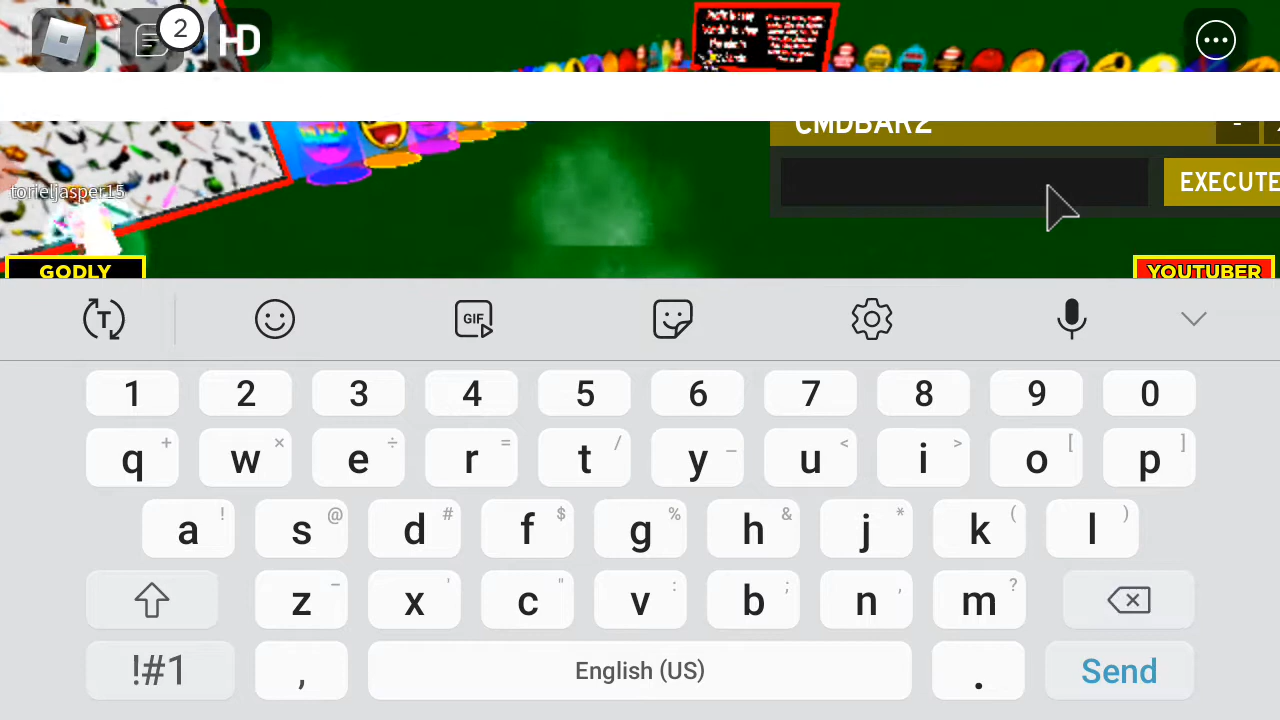 2
HD
CMDBAR2
-
torieljasper15
EXECUTE
GODLY
YOUTUBER
T
GIF
1 2 3 4 5 6 7 8 9 0
q + w × e ÷ r = t / y _ u < i > o [ p ]
a ! s @ d # f $ g % h & j * k ( l )
z – x ' c " v : b ; n , m ?
!#1 , English (US) . Send